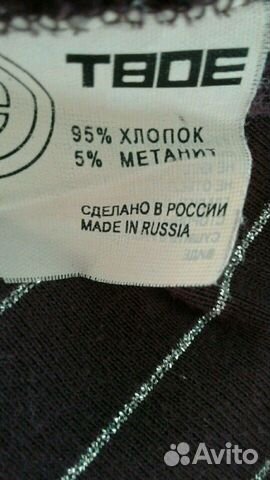 ТВОЕ
95% ХЛОПОК
5% МЕТАНИТ
СДЕЛАНО В РОССИИ
MADE IN RUSSIA
Avito